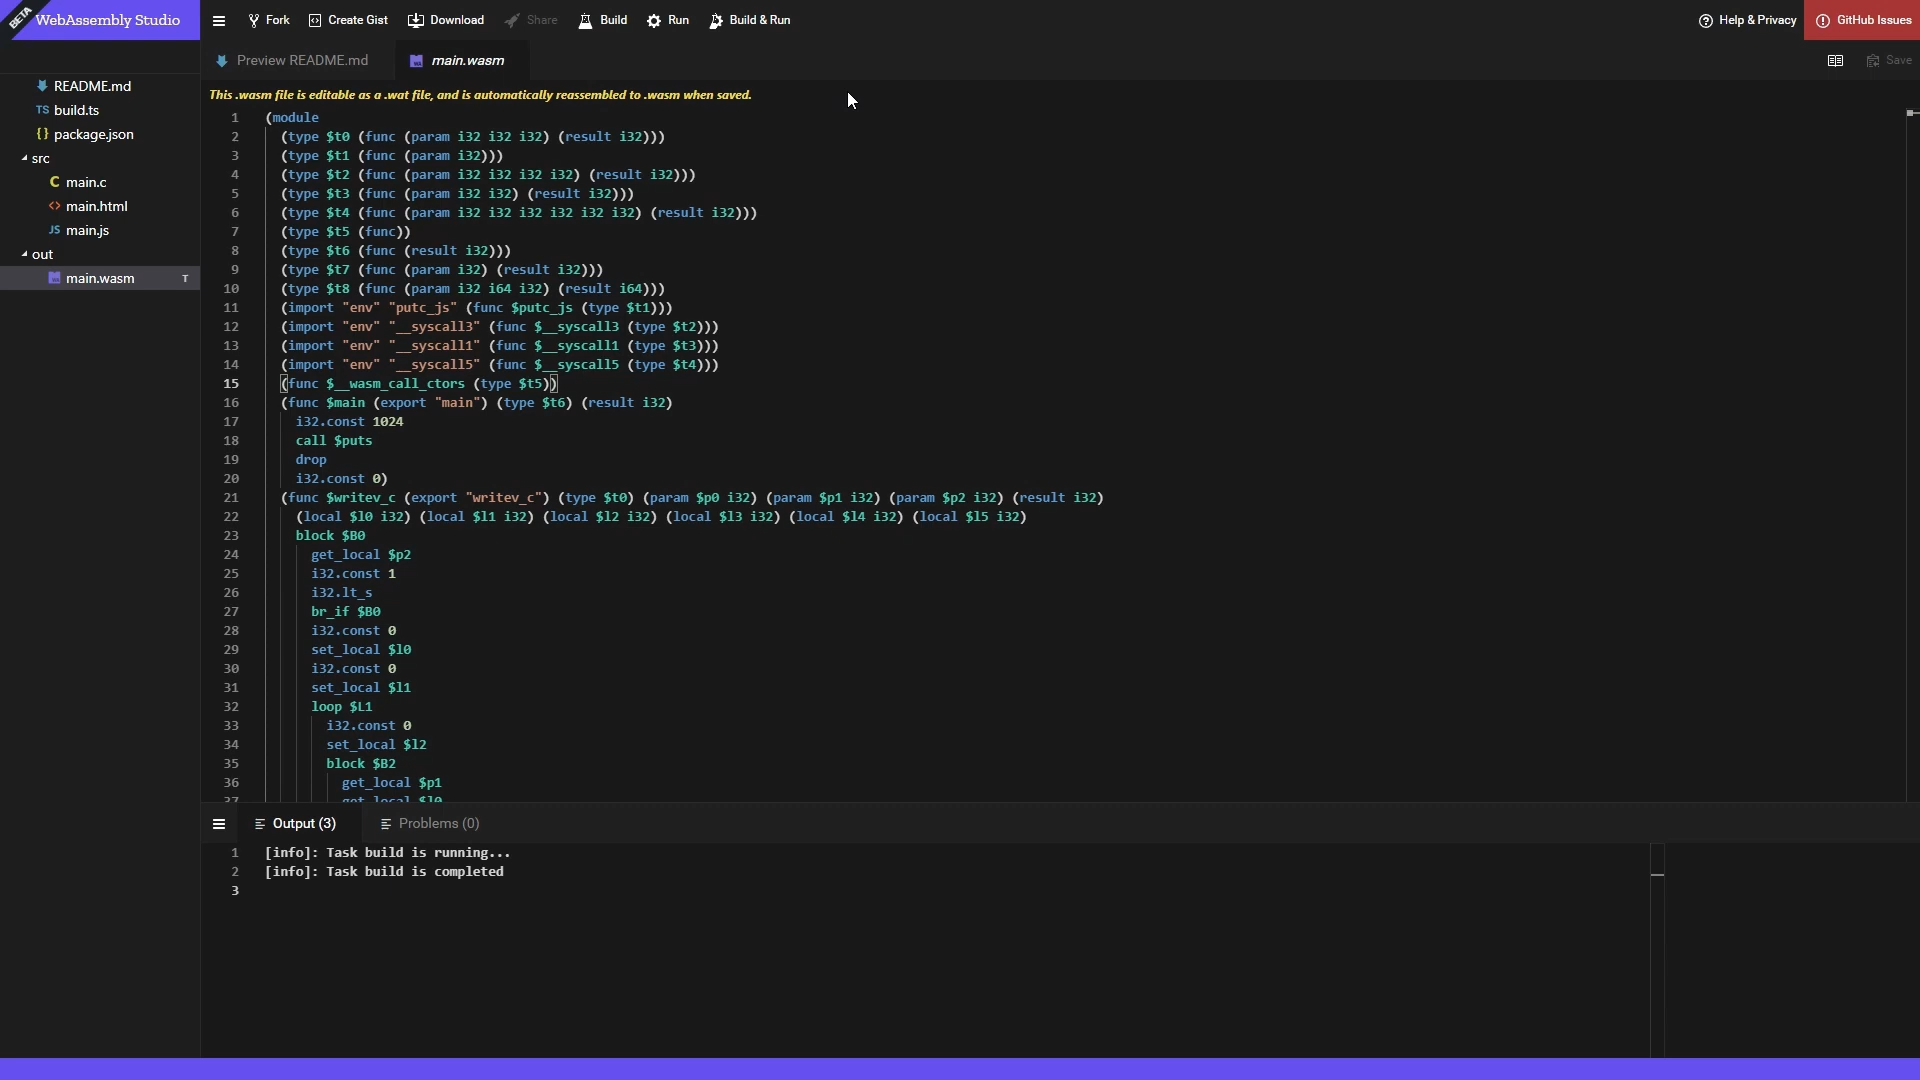 BETA
WebAssembly Studio
Fork
Create Gist
Download
Share
Build
Run
Build & Run
Help & Privacy
GitHub Issues
Preview README.md
main.wasm
Save
README.md
TS build.ts
{} package.json
src
C main.c
<> main.html
JS main.js
out
main.wasm T
This .wasm file is editable as a .wat file, and is automatically reassembled to .wasm when saved.
1 (module
2 (type $t0 (func (param i32 i32 i32) (result i32)))
3 (type $t1 (func (param i32)))
4 (type $t2 (func (param i32 i32 i32 i32) (result i32)))
5 (type $t3 (func (param i32 i32) (result i32)))
6 (type $t4 (func (param i32 i32 i32 i32 i32 i32) (result i32)))
7 (type $t5 (func))
8 (type $t6 (func (result i32)))
9 (type $t7 (func (param i32) (result i32)))
10 (type $t8 (func (param i32 i64 i32) (result i64)))
11 (import "env" "putc_js" (func $putc_js (type $t1)))
12 (import "env" "__syscall3" (func $__syscall3 (type $t2)))
13 (import "env" "__syscall1" (func $__syscall1 (type $t3)))
14 (import "env" "__syscall5" (func $__syscall5 (type $t4)))
15 (func $__wasm_call_ctors (type $t5))
16 (func $main (export "main") (type $t6) (result i32)
17 i32.const 1024
18 call $puts
19 drop
20 i32.const 0)
21 (func $writev_c (export "writev_c") (type $t0) (param $p0 i32) (param $p1 i32) (param $p2 i32) (result i32)
22 (local $l0 i32) (local $l1 i32) (local $l2 i32) (local $l3 i32) (local $l4 i32) (local $l5 i32)
23 block $B0
24 get_local $p2
25 i32.const 1
26 i32.lt_s
27 br_if $B0
28 i32.const 0
29 set_local $l0
30 i32.const 0
31 set_local $l1
32 loop $L1
33 i32.const 0
34 set_local $l2
35 block $B2
36 get_local $p1
37 get_local $l0
Output (3)
Problems (0)
1 [info]: Task build is running...
2 [info]: Task build is completed
3